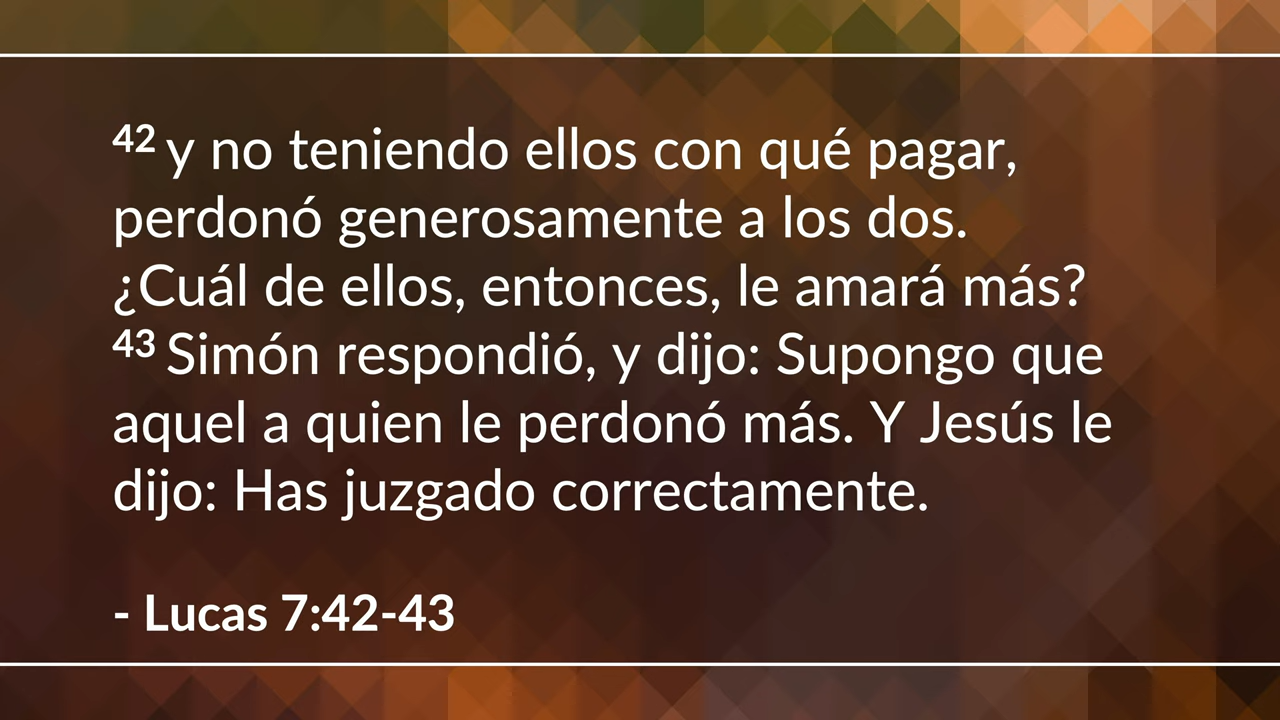 42 y no teniendo ellos con qué pagar,
perdonó generosamente a los dos.
¿Cuál de ellos, entonces, le amará más?
43 Simón respondió, y dijo: Supongo que
aquel a quien le perdonó más. Y Jesús le
dijo: Has juzgado correctamente.
- Lucas 7:42-43